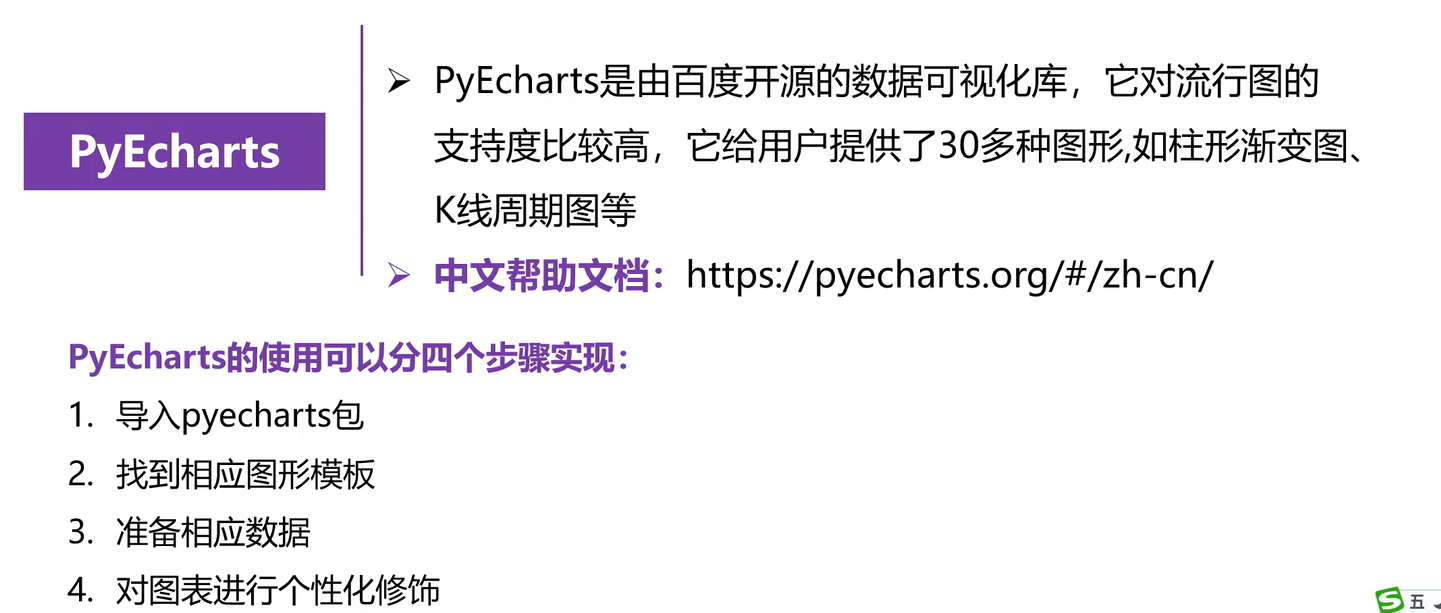 PyEcharts
PyEcharts是由百度开源的数据可视化库，它对流行图的
支持度比较高，它给用户提供了30多种图形,如柱形渐变图、
K线周期图等
中文帮助文档：https://pyecharts.org/#/zh-cn/
PyEcharts的使用可以分四个步骤实现：
1. 导入pyecharts包
2. 找到相应图形模板
3. 准备相应数据
4. 对图表进行个性化修饰
S 五